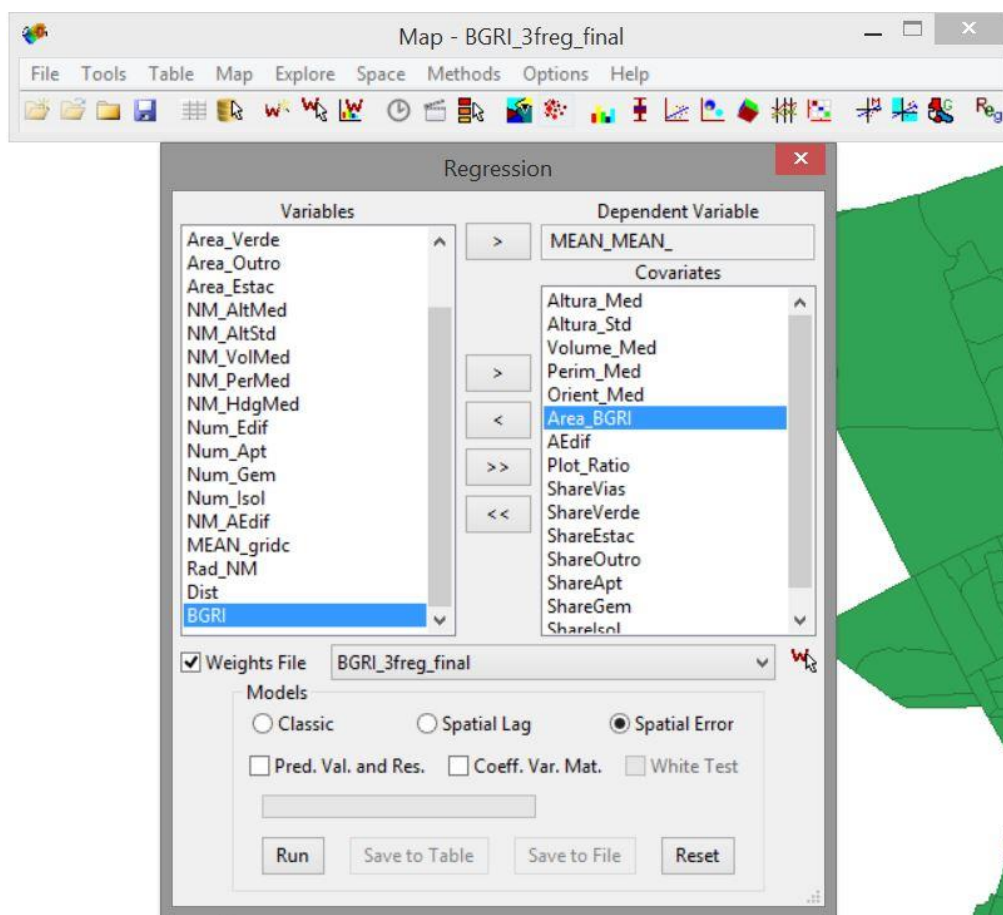 Map - BGRI_3freg_final
File Tools Table Map Explore Space Methods Options Help
W W W G Reg
Regression
Variables
Area_Verde
Area_Outro
Area_Estac
NM_AltMed
NM_AltStd
NM_VolMed
NM_PerMed
NM_HdgMed
Num_Edif
Num_Apt
Num_Gem
Num_Isol
NM_AEdif
MEAN_gridc
Rad_NM
Dist
BGRI
>
>
<
>>
<<
Dependent Variable
MEAN_MEAN_
Covariates
Altura_Med
Altura_Std
Volume_Med
Perim_Med
Orient_Med
Area_BGRI
AEdif
Plot_Ratio
ShareVias
ShareVerde
ShareEstac
ShareOutro
ShareApt
ShareGem
ShareIsol
Weights File BGRI_3freg_final W
Models
Classic Spatial Lag Spatial Error
Pred. Val. and Res. Coeff. Var. Mat. White Test
Run Save to Table Save to File Reset